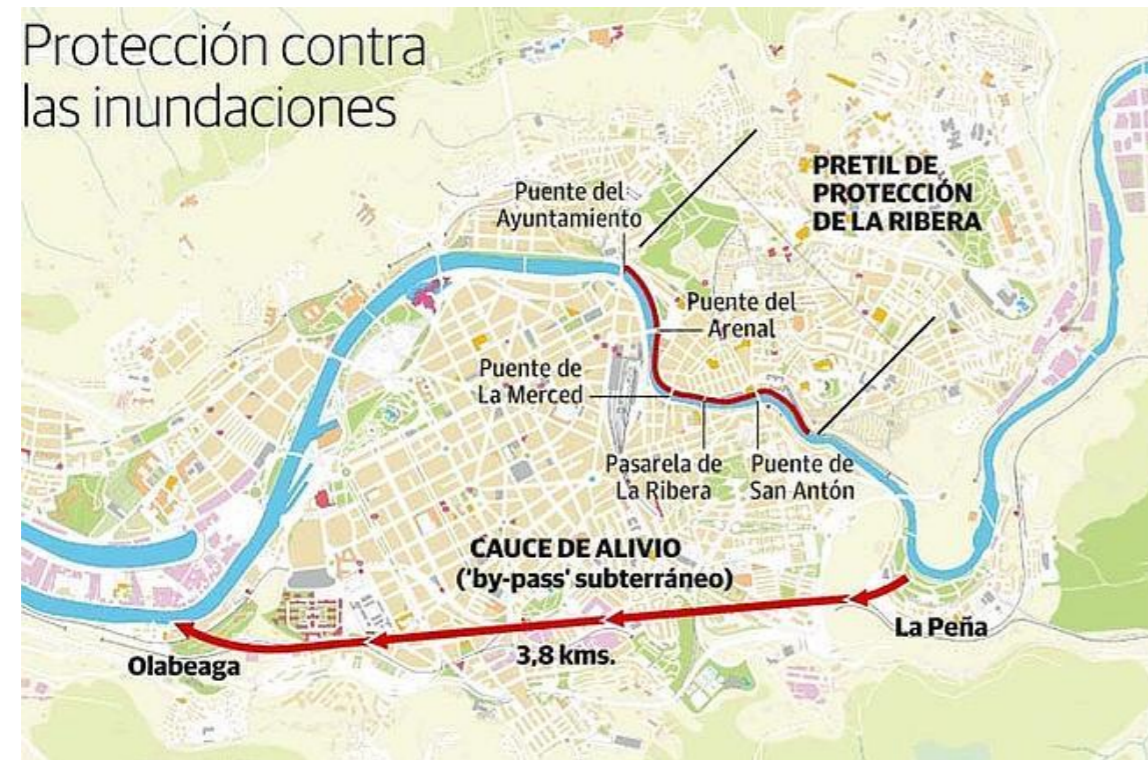 Protección contra
las inundaciones
PRETIL DE
PROTECCIÓN
DE LA RIBERA
Puente del
Ayuntamiento
Puente del
Arenal
Puente de
La Merced
Pasarela de
La Ribera
Puente de
San Antón
CAUCE DE ALIVIO
('by-pass' subterráneo)
La Peña
3,8 kms.
Olabeaga